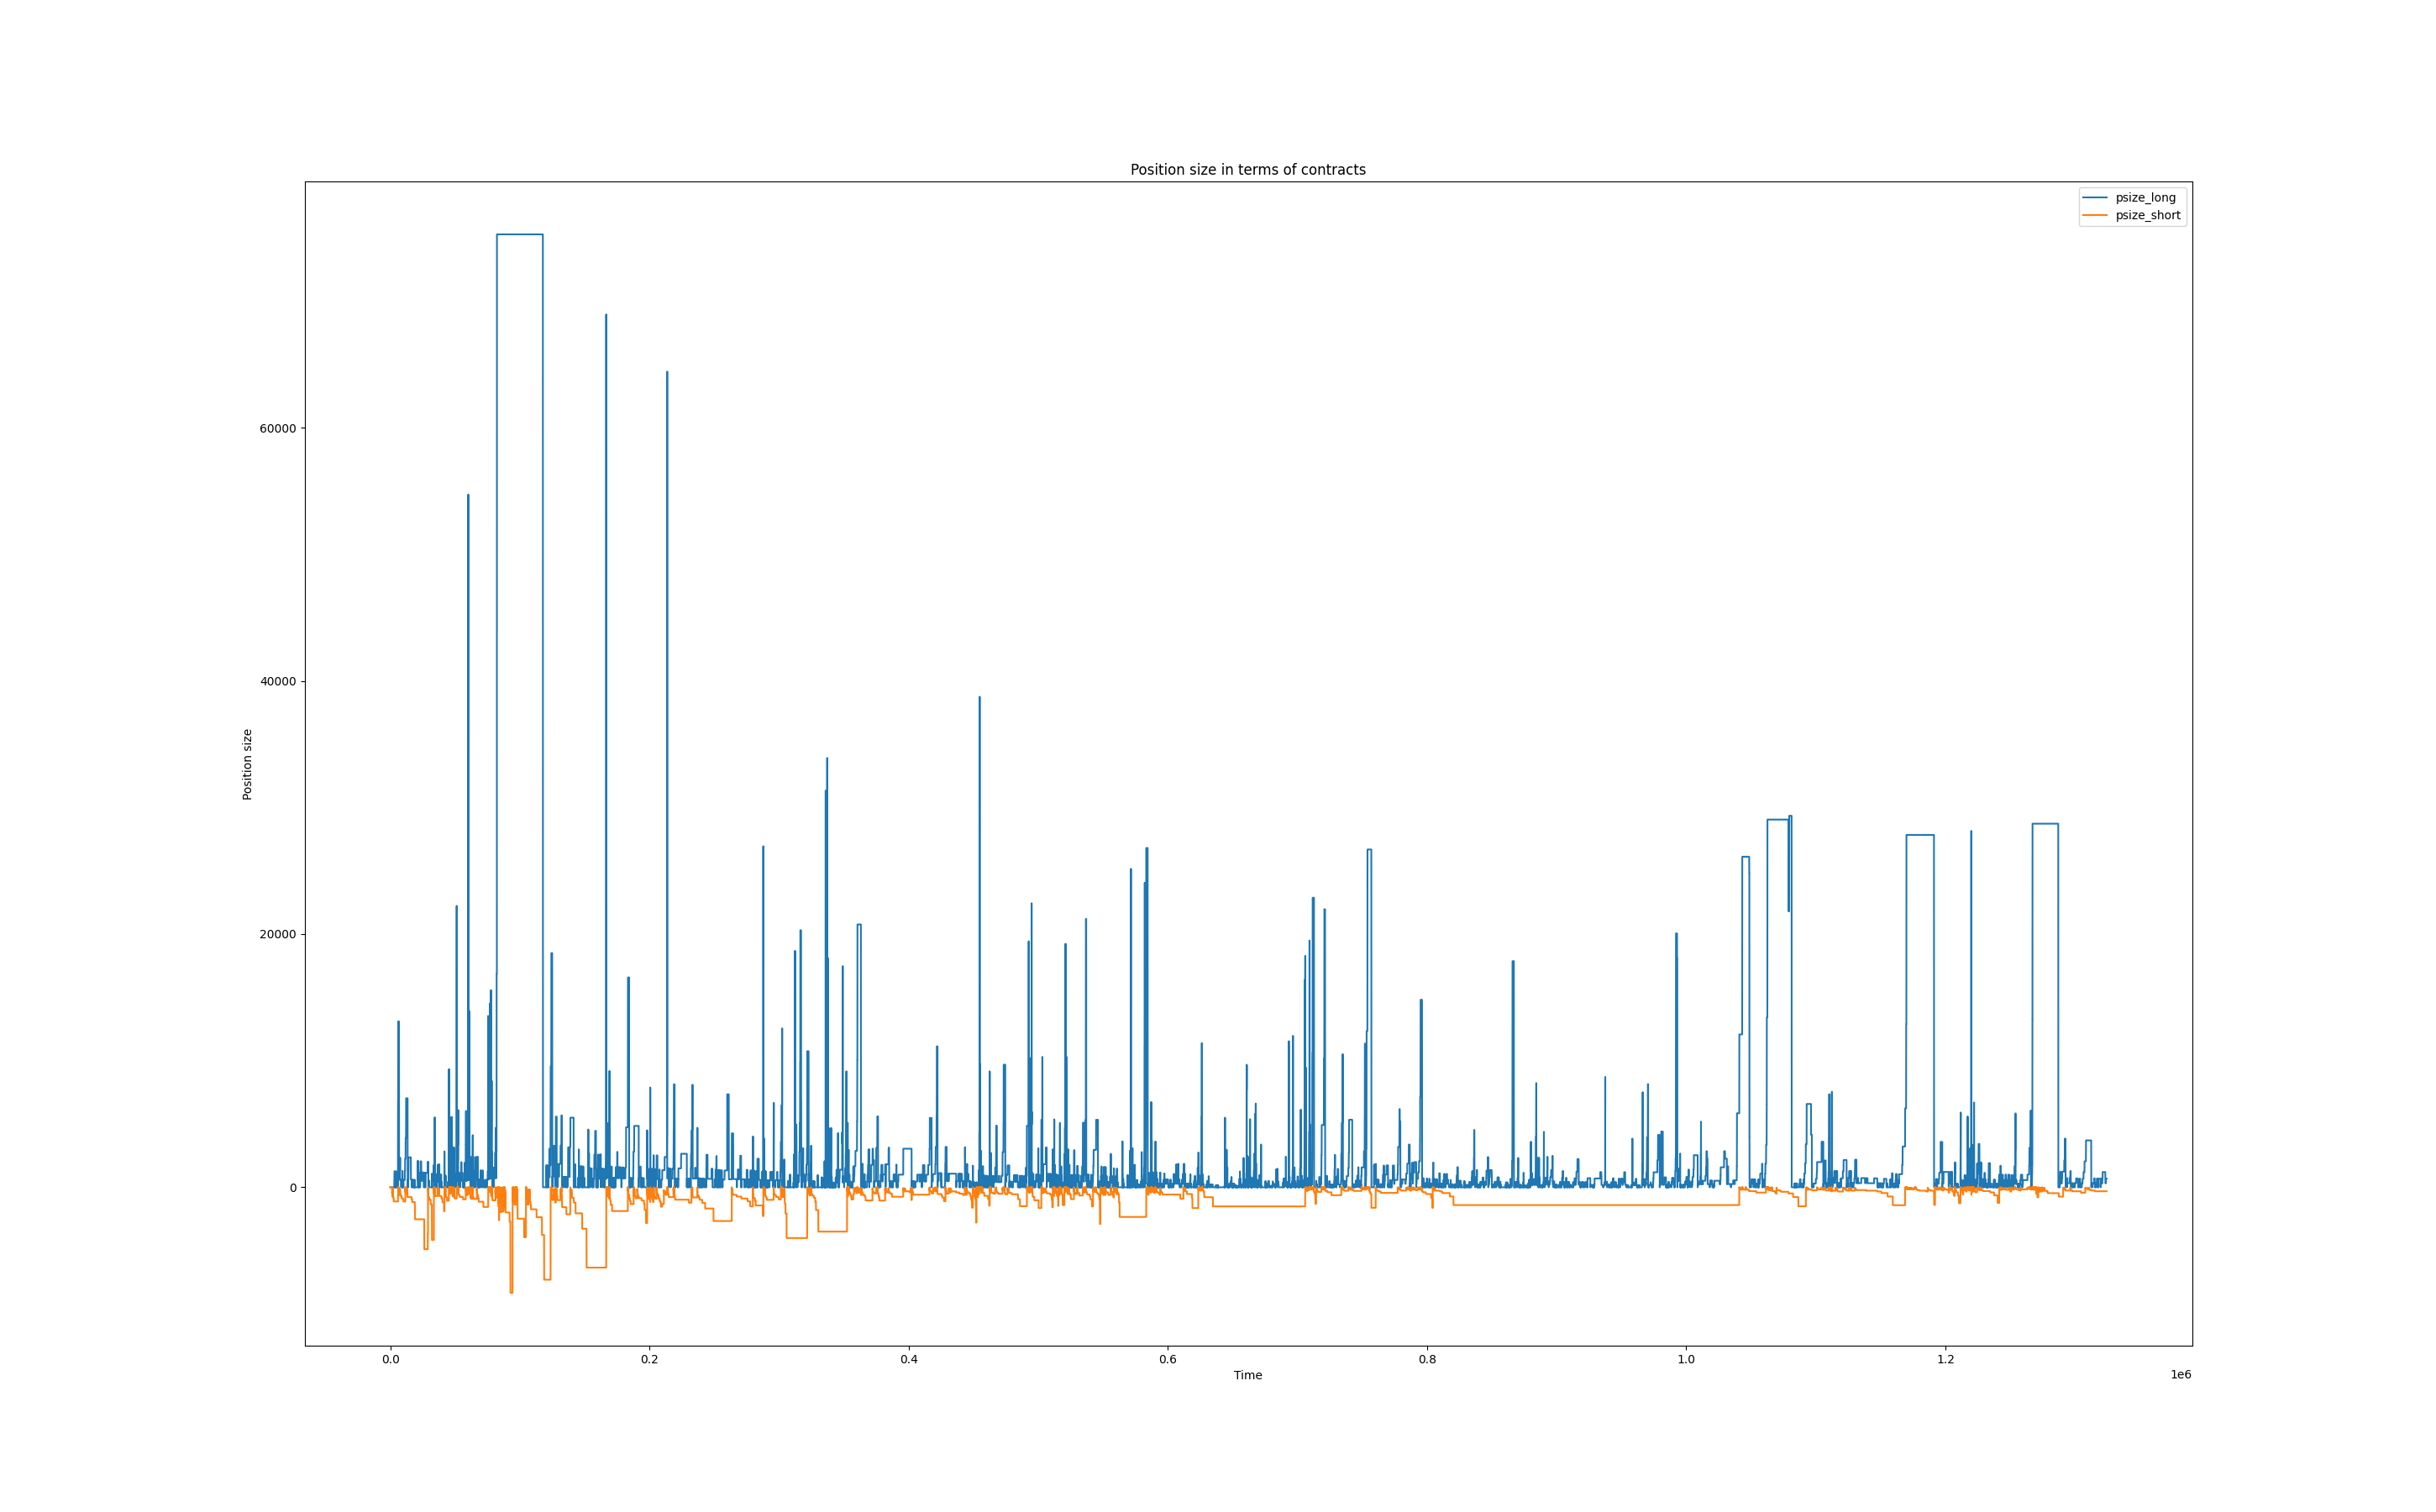 Position size in terms of contracts
psize_long
psize_short
60000
40000
20000
0
Position size
0.0 0.2 0.4 0.6 0.8 1.0 1.2
Time
1e6